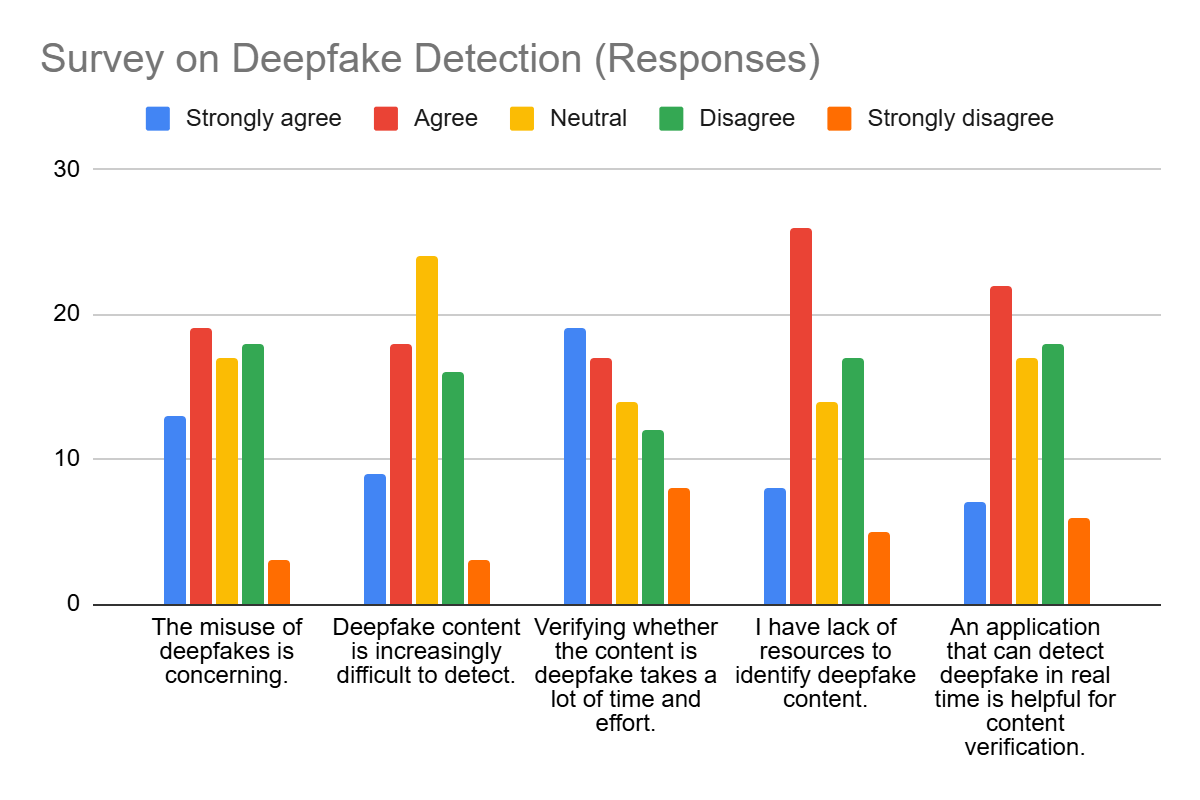 Survey on Deepfake Detection (Responses)
Strongly agree Agree Neutral Disagree Strongly disagree
30
20
10
0
The misuse of
deepfakes is
concerning.
Deepfake content
is increasingly
difficult to detect.
Verifying whether
the content is
deepfake takes a
lot of time and
effort.
I have lack of
resources to
identify deepfake
content.
An application
that can detect
deepfake in real
time is helpful for
content
verification.